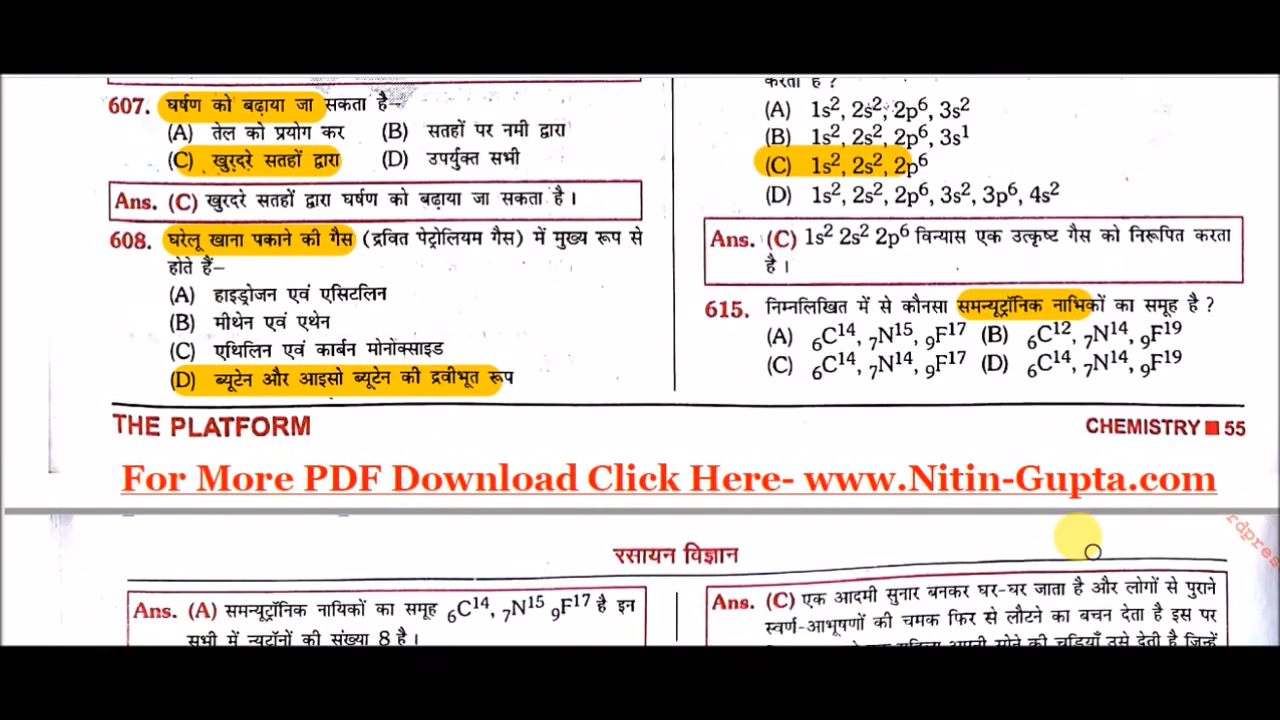 607. घर्षण को बढ़ाया जा सकता है–
(A) तेल को प्रयोग कर (B) सतहों पर नमी द्वारा
(C) खुरदरे सतहों द्वारा (D) उपर्युक्त सभी
Ans. (C) खुरदरे सतहों द्वारा घर्षण को बढ़ाया जा सकता है।
608. घरेलू खाना पकाने की गैस (द्रवित पेट्रोलियम गैस) में मुख्य रूप से
होते हैं–
(A) हाइड्रोजन एवं एसिटलिन
(B) मीथेन एवं एथेन
(C) एथिलिन एवं कार्बन मोनोक्साइड
(D) ब्यूटेन और आइसो ब्यूटेन की द्रवीभूत रूप
करता है ?
(A) 1s², 2s², 2p⁶, 3s²
(B) 1s², 2s², 2p⁶, 3s¹
(C) 1s², 2s², 2p⁶
(D) 1s², 2s², 2p⁶, 3s², 3p⁶, 4s²
Ans. (C) 1s² 2s² 2p⁶ विन्यास एक उत्कृष्ट गैस को निरूपित करता
है।
615. निम्नलिखित में से कौनसा समन्यूट्रॉनिक नाभिकों का समूह है ?
(A) ₆C¹⁴, ₇N¹⁵, ₉F¹⁷ (B) ₆C¹², ₇N¹⁴, ₉F¹⁹
(C) ₆C¹⁴, ₇N¹⁴, ₉F¹⁷ (D) ₆C¹⁴, ₇N¹⁴, ₉F¹⁹
THE PLATFORM
CHEMISTRY 55
For More PDF Download Click Here- www.Nitin-Gupta.com
रसायन विज्ञान
Ans. (A) समन्यूट्रॉनिक नायिकों का समूह ₆C¹⁴, ₇N¹⁵ ₉F¹⁷ है इन
सभी में न्यूट्रॉनों की संख्या 8 है।
Ans. (C) एक आदमी सुनार बनकर घर-घर जाता है और लोगों से पुराने
स्वर्ण-आभूषणों की चमक फिर से लौटने का बचन देता है इस पर
महिला अपनी सोने की चूड़ियाँ उसे देती है जिन्हें